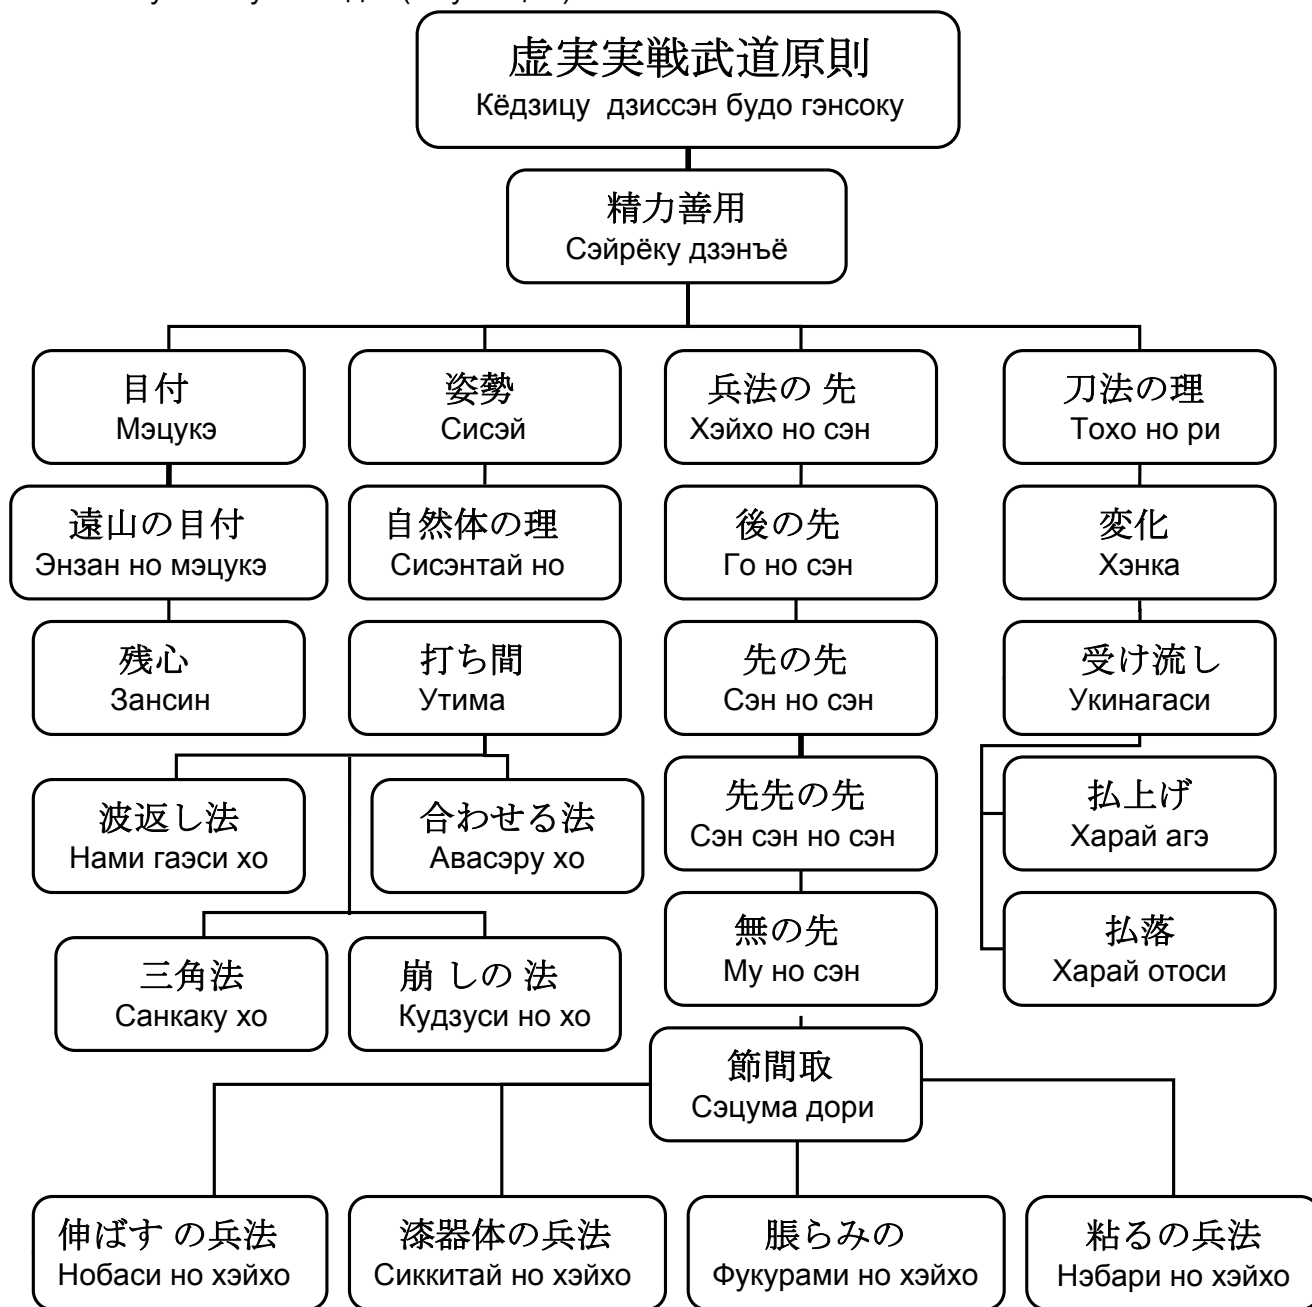 虚実実戦武道原則
Кёдзицу дзиссэн будо гэнсоку
精力善用
Сэйрёку дзэнъё
目付
Мэцукэ
姿勢
Сисэй
兵法の 先
Хэйхо но сэн
刀法の理
Тохо но ри
遠山の目付
Энзан но мэцукэ
自然体の理
Сисэнтай но
後の先
Го но сэн
変化
Хэнка
残心
Зансин
打ち間
Утима
先の先
Сэн но сэн
受け流し
Укинагаси
波返し法
Нами гаэси хо
合わせる法
Авасэру хо
先先の先
Сэн сэн но сэн
払上げ
Харай агэ
三角法
Санкаку хо
崩 しの 法
Кудзуси но хо
無の先
Му но сэн
払落
Харай отоси
節間取
Сэцума дори
伸ばす の兵法
Нобаси но хэйхо
漆器体の兵法
Сиккитай но хэйхо
脹らみの
Фукурами но хэйхо
粘るの兵法
Нэбари но хэйхо